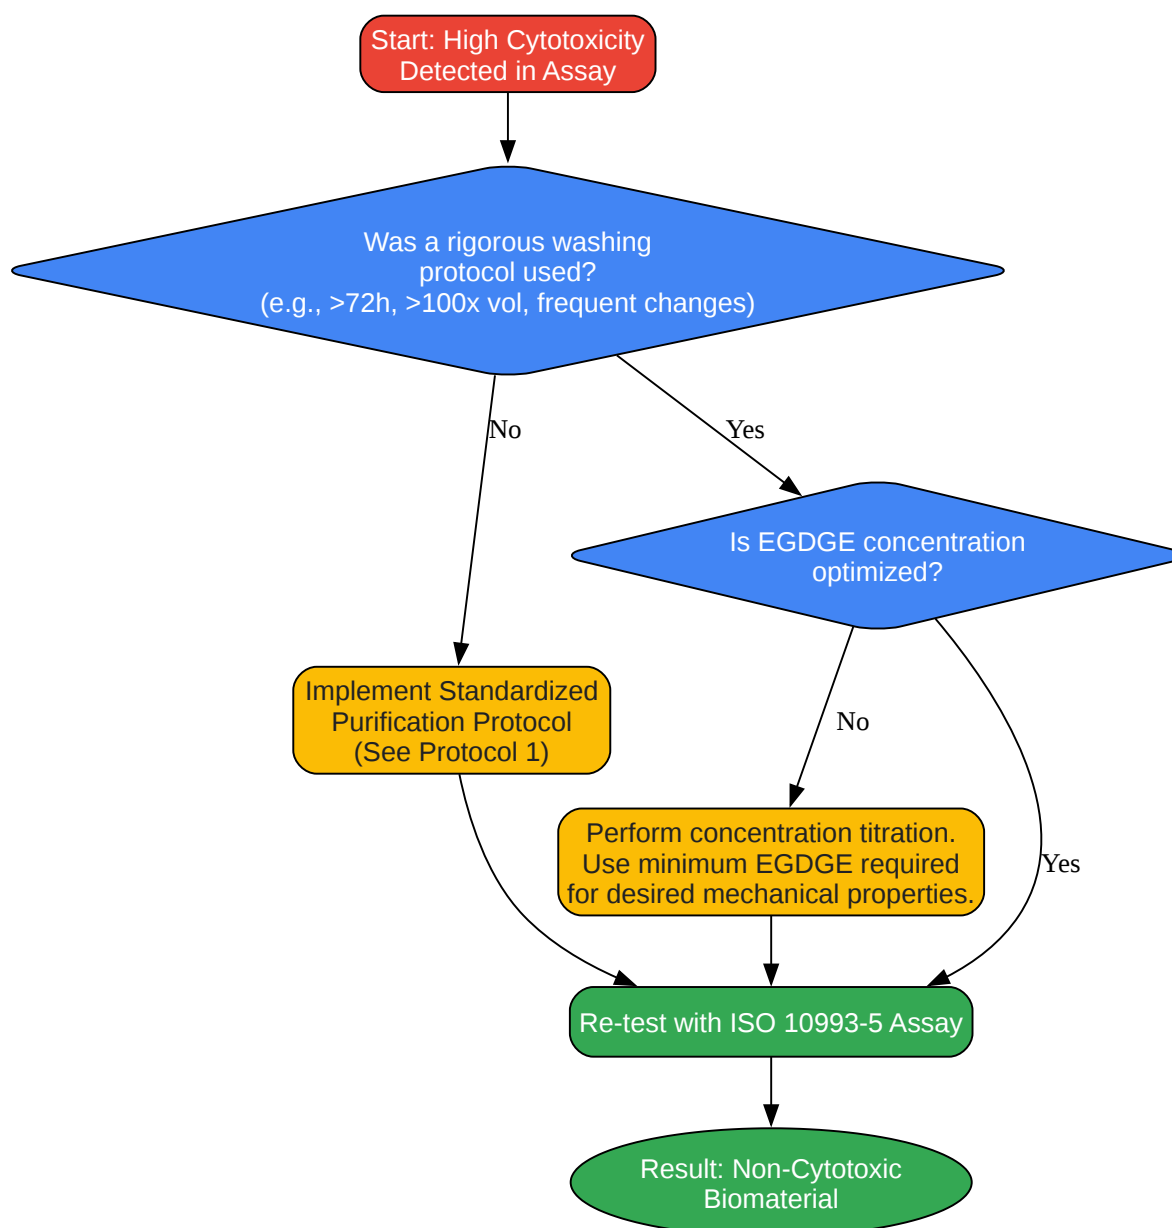 Start: High Cytotoxicity
Detected in Assay
Was a rigorous washing
protocol used?
(e.g., >72h, >100x vol, frequent changes)
No
Yes
Is EGDGE concentration
optimized?
Implement Standardized
Purification Protocol
(See Protocol 1)
No
Perform concentration titration.
Use minimum EGDGE required
for desired mechanical properties.
Yes
Re-test with ISO 10993-5 Assay
Result: Non-Cytotoxic
Biomaterial